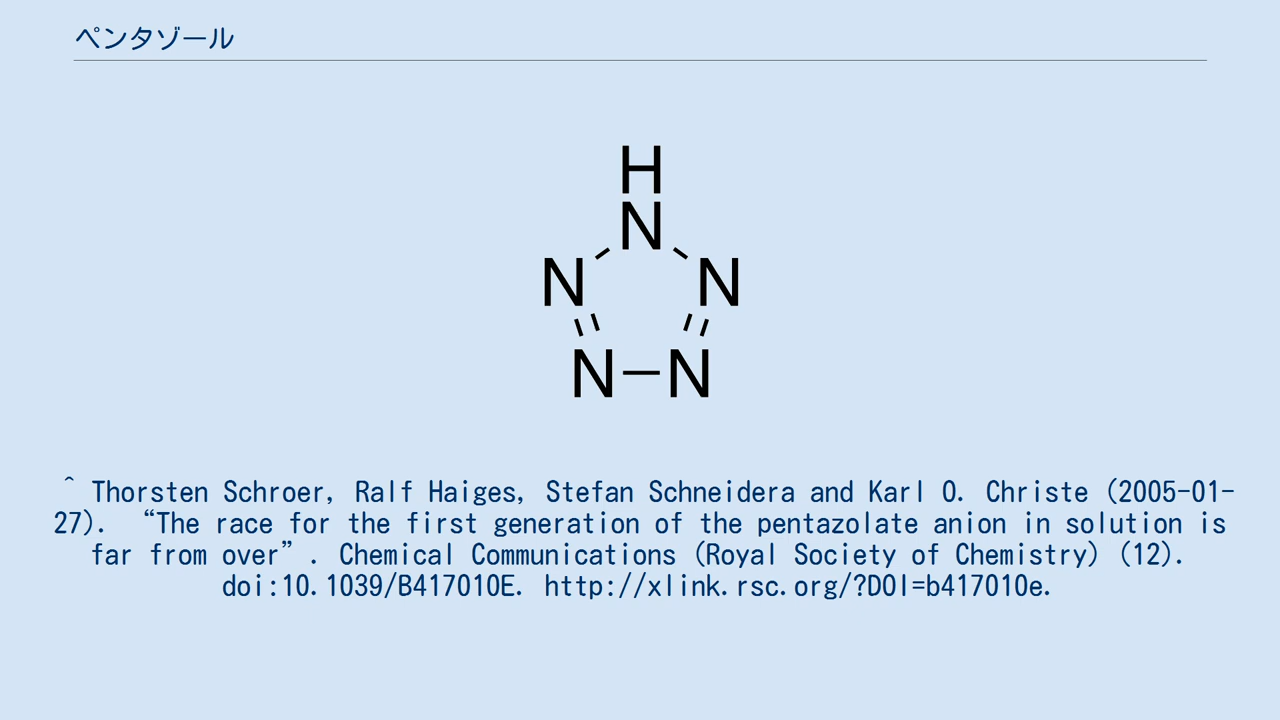 ペンタゾール
H
N
N N
N N
^ Thorsten Schroer, Ralf Haiges, Stefan Schneidera and Karl O. Christe (2005-01-
27). “The race for the first generation of the pentazolate anion in solution is
far from over”. Chemical Communications (Royal Society of Chemistry) (12).
doi:10.1039/B417010E. http://xlink.rsc.org/?DOI=b417010e.